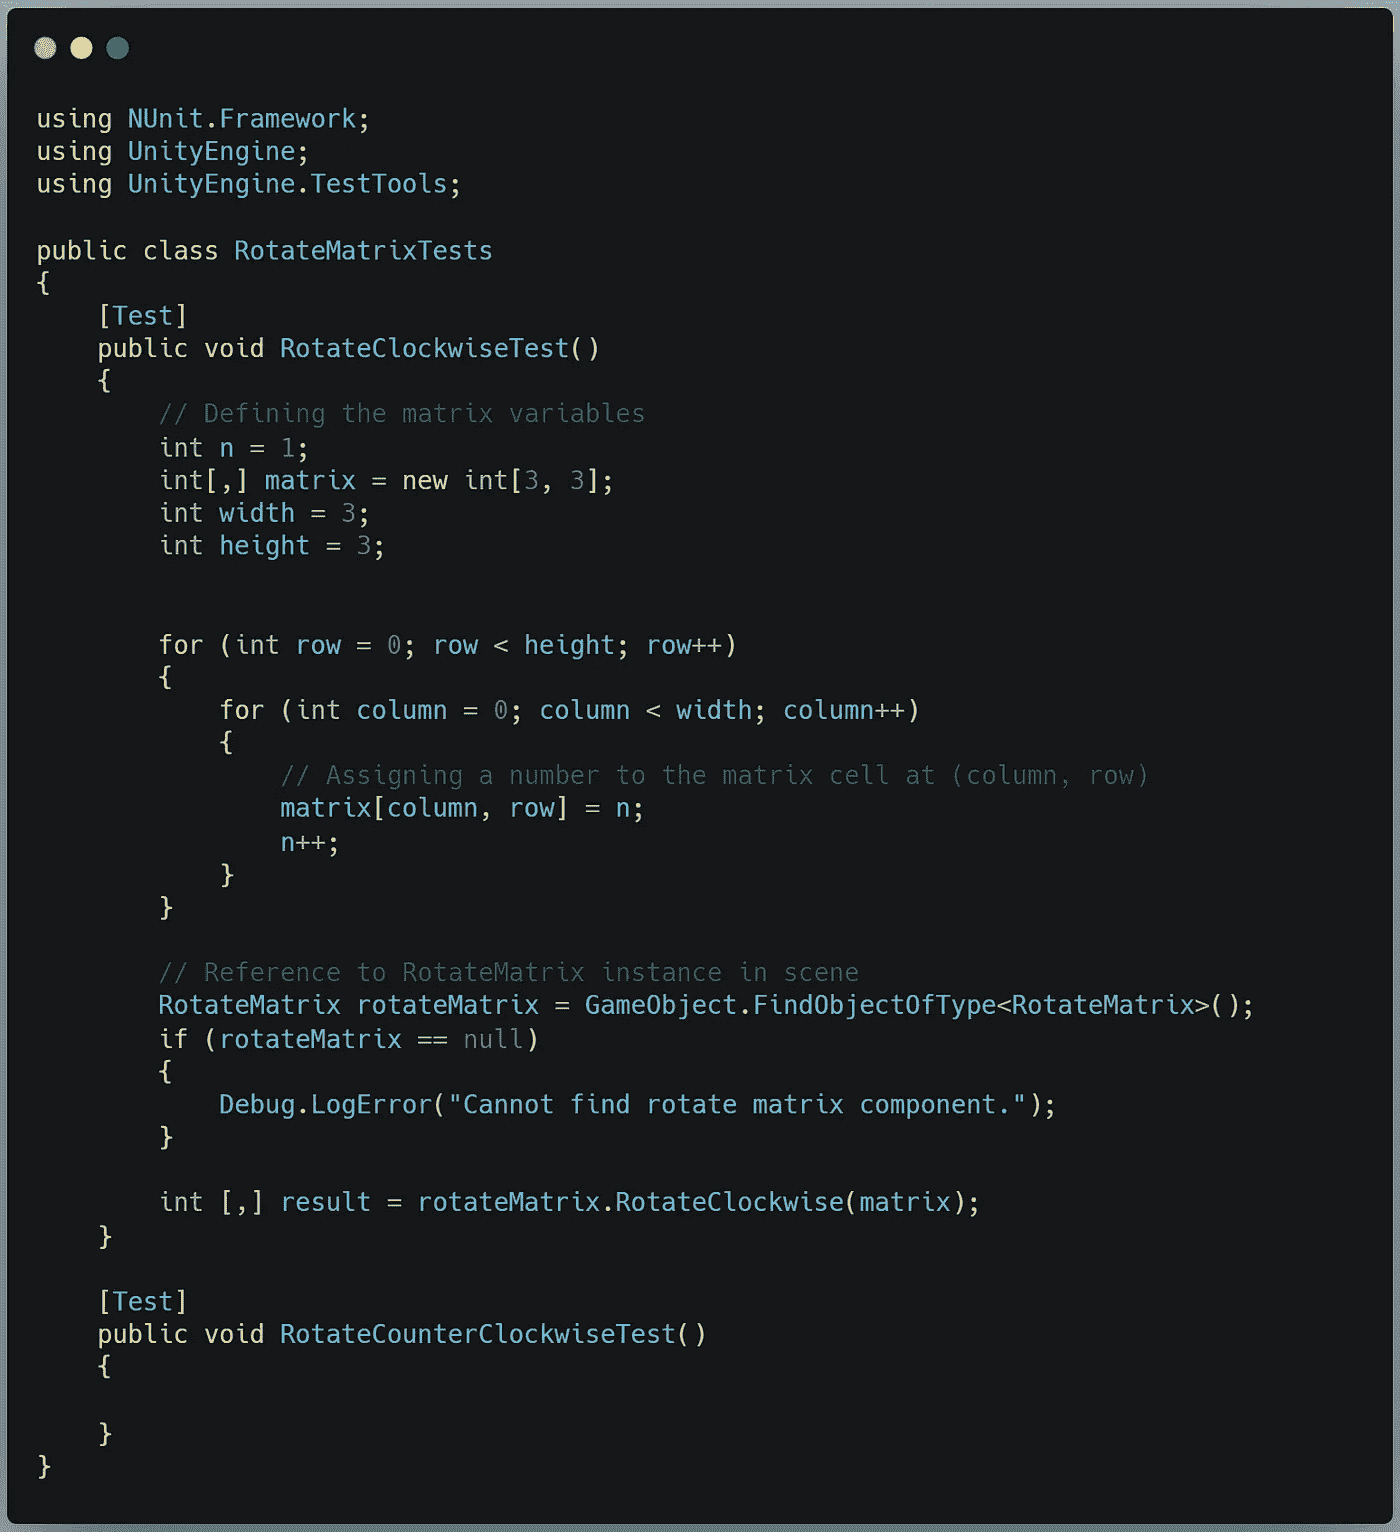 using NUnit.Framework;
using UnityEngine;
using UnityEngine.TestTools;

public class RotateMatrixTests
{
    [Test]
    public void RotateClockwiseTest()
    {
        // Defining the matrix variables
        int n = 1;
        int[,] matrix = new int[3, 3];
        int width = 3;
        int height = 3;


        for (int row = 0; row < height; row++)
        {
            for (int column = 0; column < width; column++)
            {
                // Assigning a number to the matrix cell at (column, row)
                matrix[column, row] = n;
                n++;
            }
        }

        // Reference to RotateMatrix instance in scene
        RotateMatrix rotateMatrix = GameObject.FindObjectOfType<RotateMatrix>();
        if (rotateMatrix == null)
        {
            Debug.LogError("Cannot find rotate matrix component.");
        }

        int [,] result = rotateMatrix.RotateClockwise(matrix);
    }

    [Test]
    public void RotateCounterClockwiseTest()
    {

    }
}